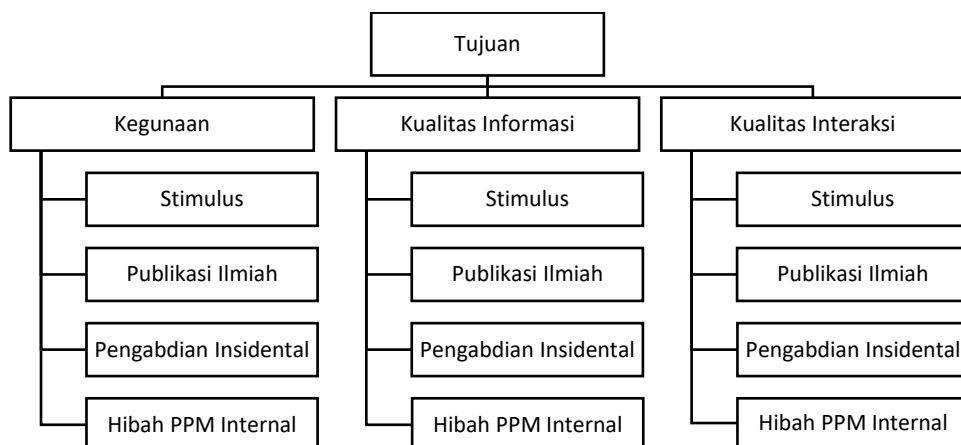 Tujuan
Kegunaan
Kualitas Informasi
Kualitas Interaksi
Stimulus
Stimulus
Stimulus
Publikasi Ilmiah
Publikasi Ilmiah
Publikasi Ilmiah
Pengabdian Insidental
Pengabdian Insidental
Pengabdian Insidental
Hibah PPM Internal
Hibah PPM Internal
Hibah PPM Internal